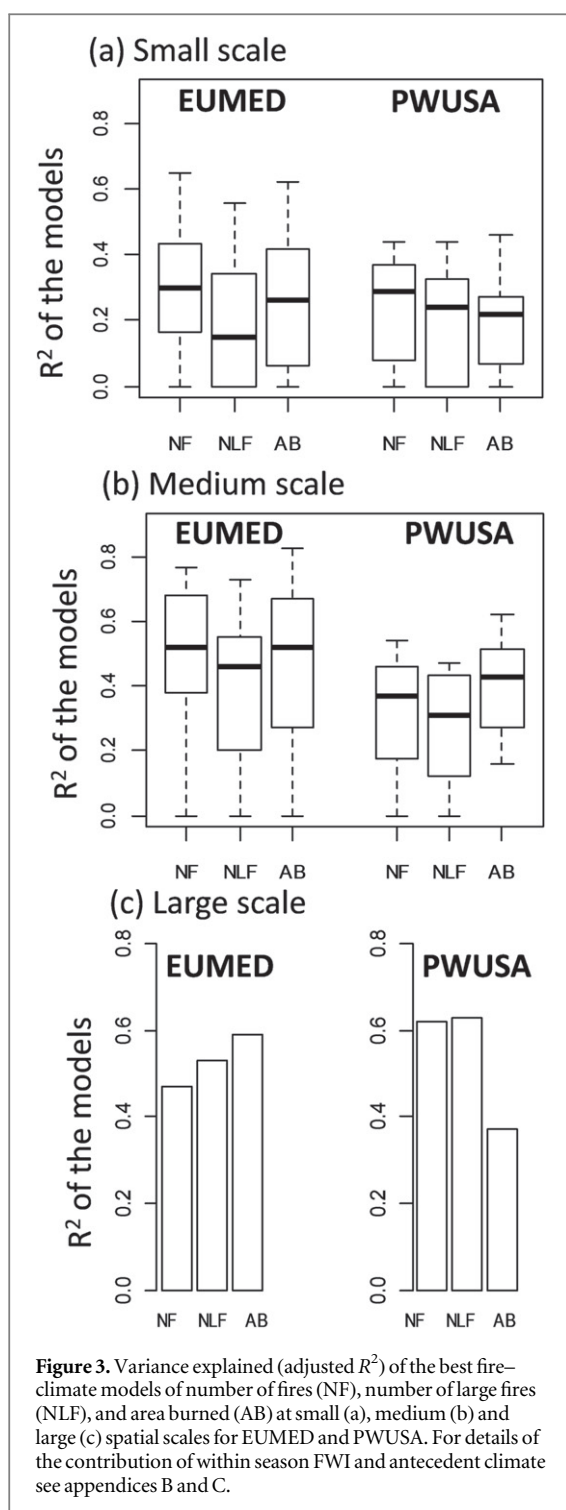 (a) Small scale
EUMED PWUSA
R² of the models
0.8
0.6
0.4
0.2
0.0
NF NLF AB NF NLF AB
(b) Medium scale
EUMED PWUSA
R² of the models
0.8
0.6
0.4
0.2
0.0
NF NLF AB NF NLF AB
(c) Large scale
EUMED PWUSA
R² of the models
0.8
0.6
0.4
0.2
0.0
0.8
0.6
0.4
0.2
0.0
NF NLF AB NF NLF AB
Figure 3. Variance explained (adjusted R²) of the best fire–
climate models of number of fires (NF), number of large fires
(NLF), and area burned (AB) at small (a), medium (b) and
large (c) spatial scales for EUMED and PWUSA. For details of
the contribution of within season FWI and antecedent climate
see appendices B and C.